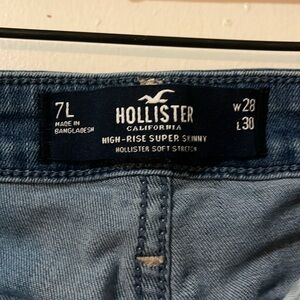 7L
MADE IN
BANGLADESH
HOLLISTER
CALIFORNIA
HIGH-RISE SUPER SKINNY
HOLLISTER SOFT STRETCH
W28
L30